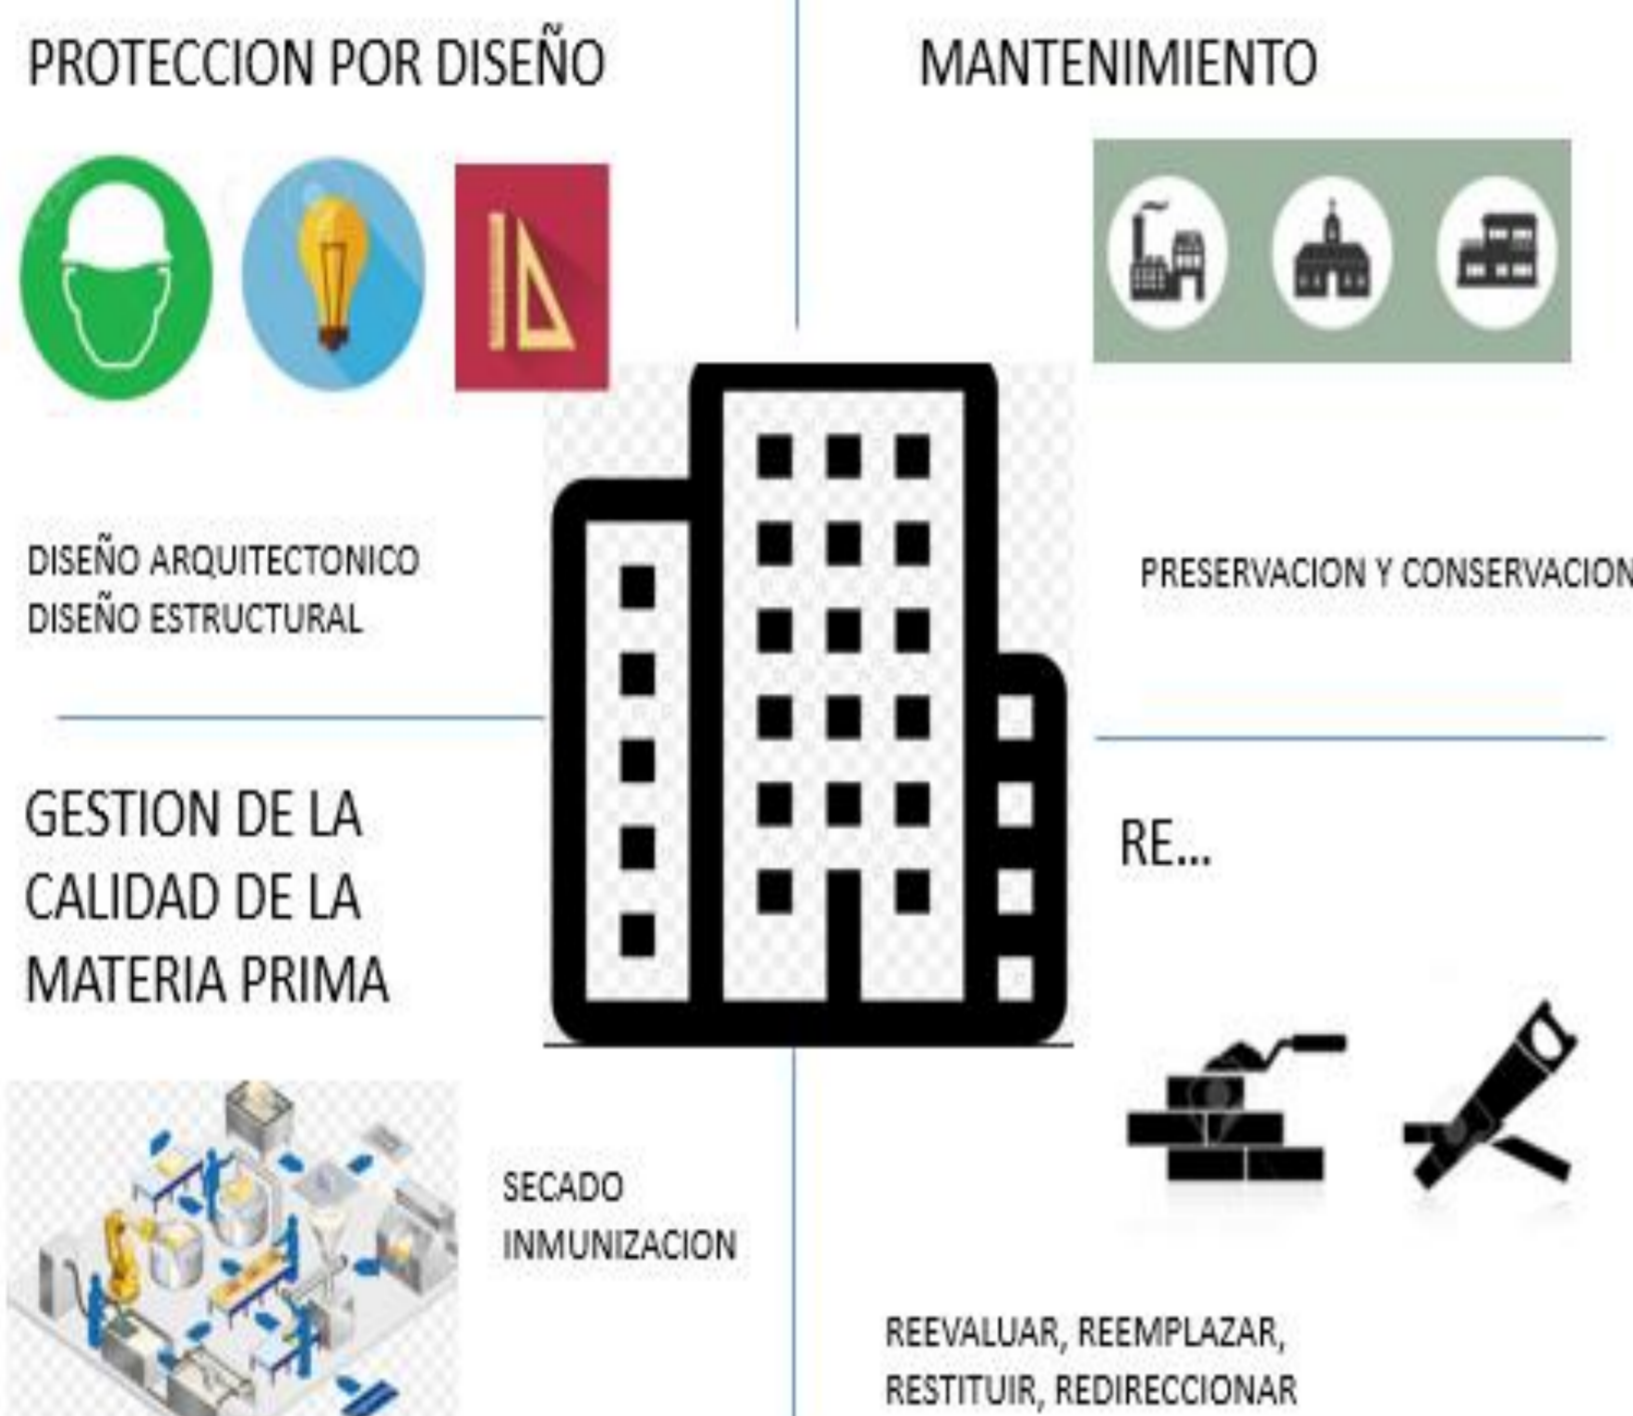 PROTECCION POR DISEÑO
DISEÑO ARQUITECTONICO
DISEÑO ESTRUCTURAL
MANTENIMIENTO
PRESERVACION Y CONSERVACION
GESTION DE LA
CALIDAD DE LA
MATERIA PRIMA
SECADO
INMUNIZACION
RE...
REEVALUAR, REEMPLAZAR,
RESTITUIR, REDIRECCIONAR